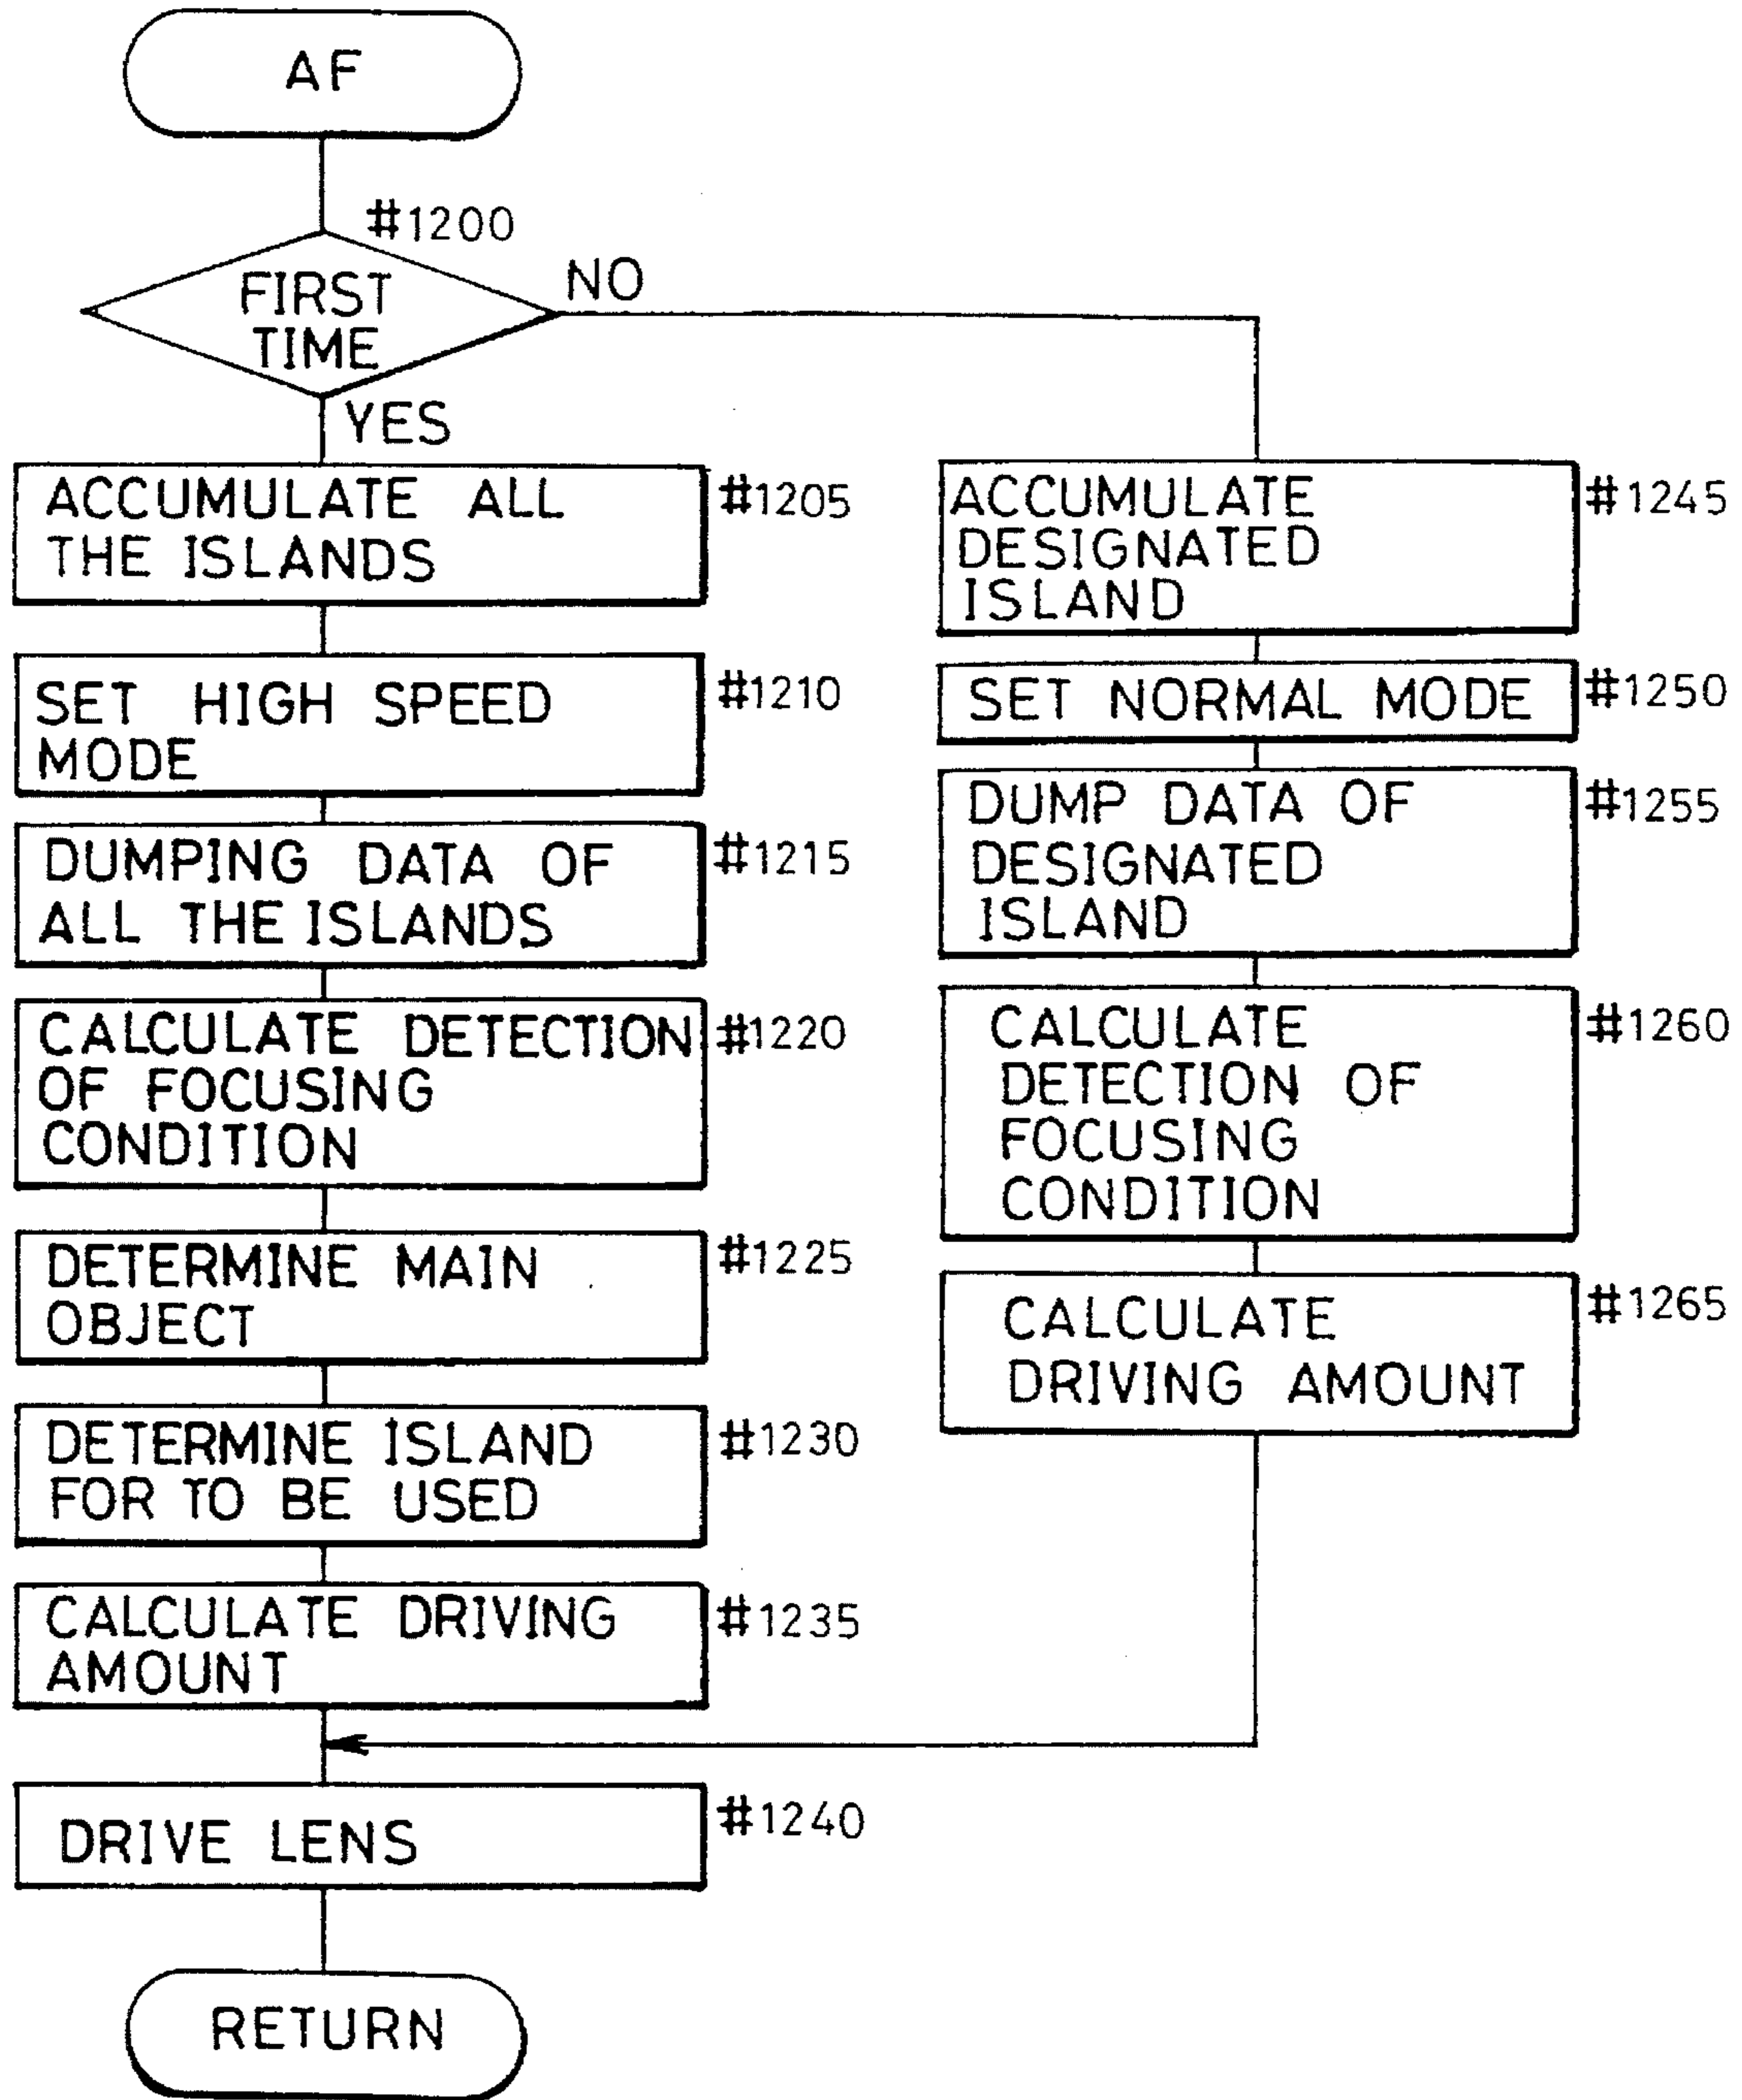 AF
#1200
FIRST
TIME
NO
YES
ACCUMULATE ALL
THE ISLANDS
#1205
SET HIGH SPEED
MODE
#1210
DUMPING DATA OF
ALL THE ISLANDS
#1215
CALCULATE DETECTION
OF FOCUSING
CONDITION
#1220
DETERMINE MAIN
OBJECT
#1225
DETERMINE ISLAND
FOR TO BE USED
#1230
CALCULATE DRIVING
AMOUNT
#1235
ACCUMULATE
DESIGNATED
ISLAND
#1245
SET NORMAL MODE
#1250
DUMP DATA OF
DESIGNATED
ISLAND
#1255
CALCULATE
DETECTION OF
FOCUSING
CONDITION
#1260
CALCULATE
DRIVING AMOUNT
#1265
DRIVE LENS
#1240
RETURN